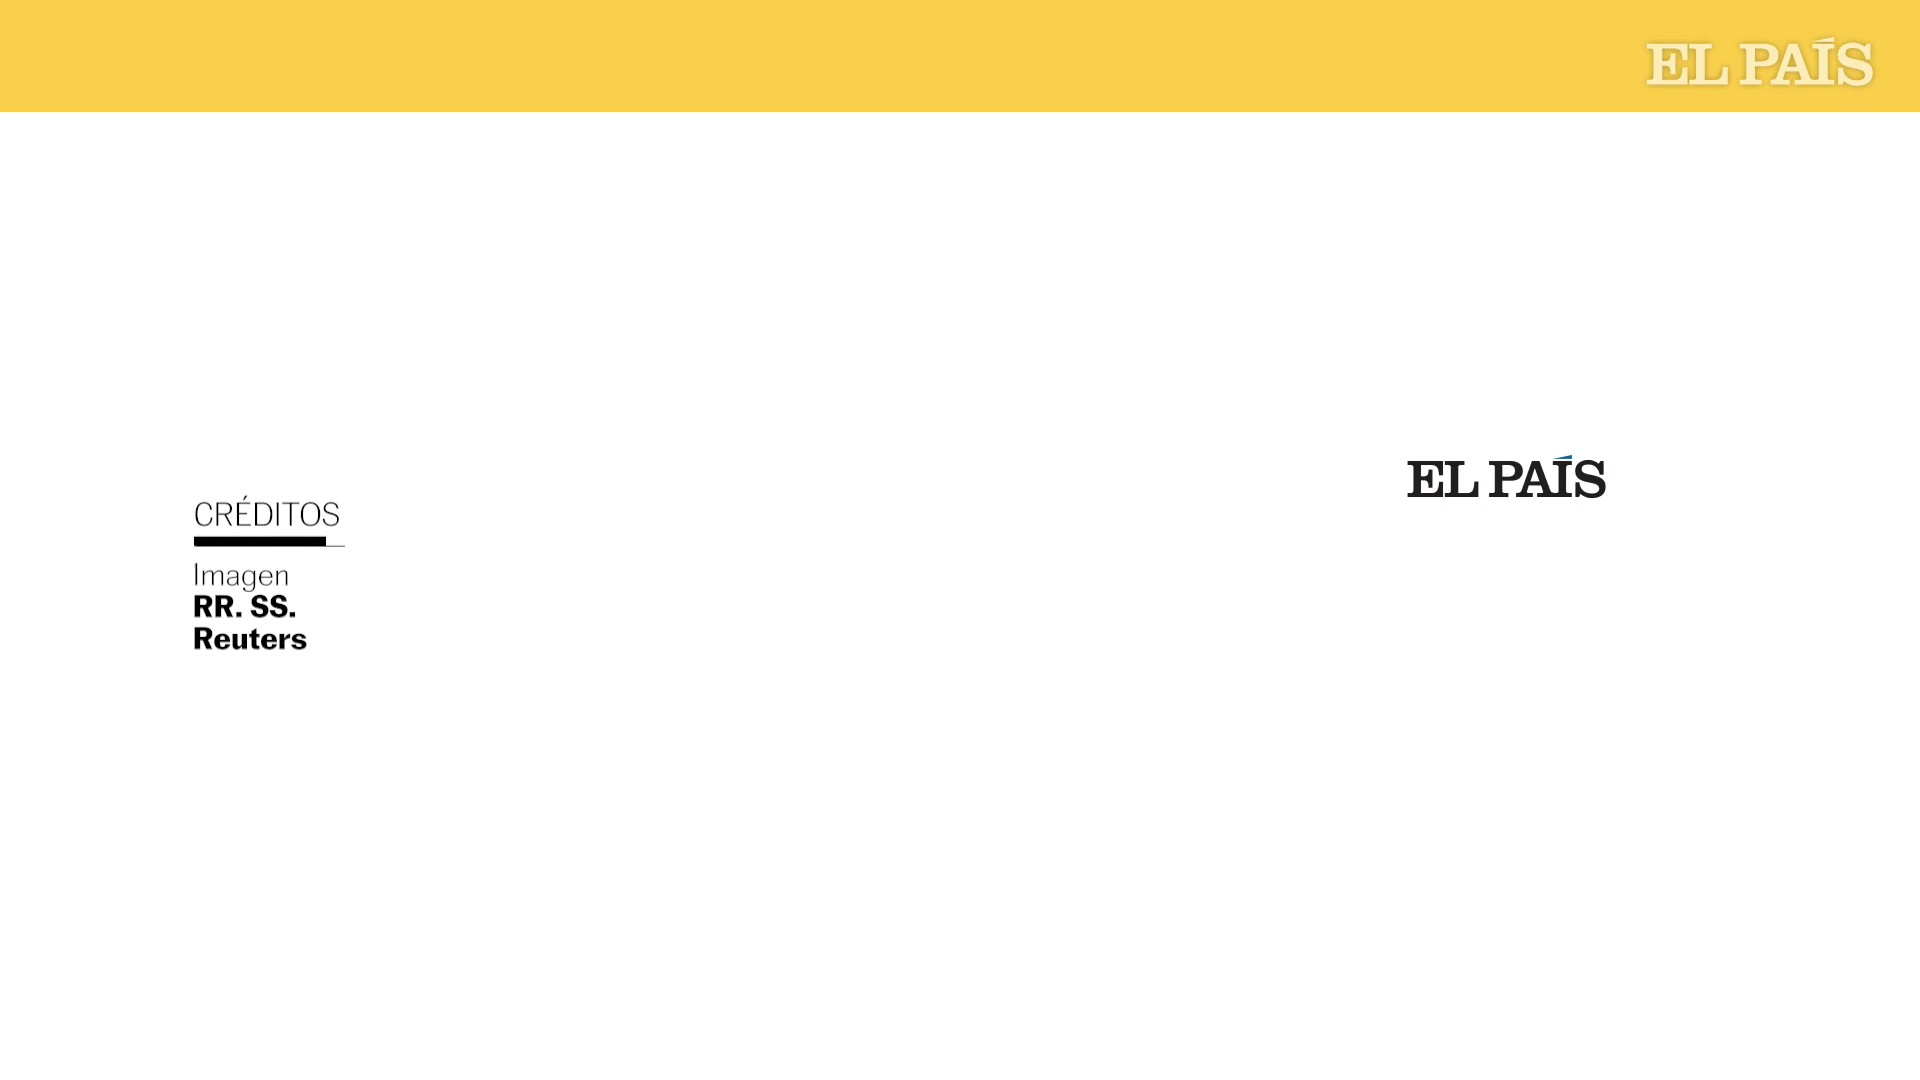 EL PAÍS
EL PAÍS
CRÉDITOS
Imagen
RR. SS.
Reuters